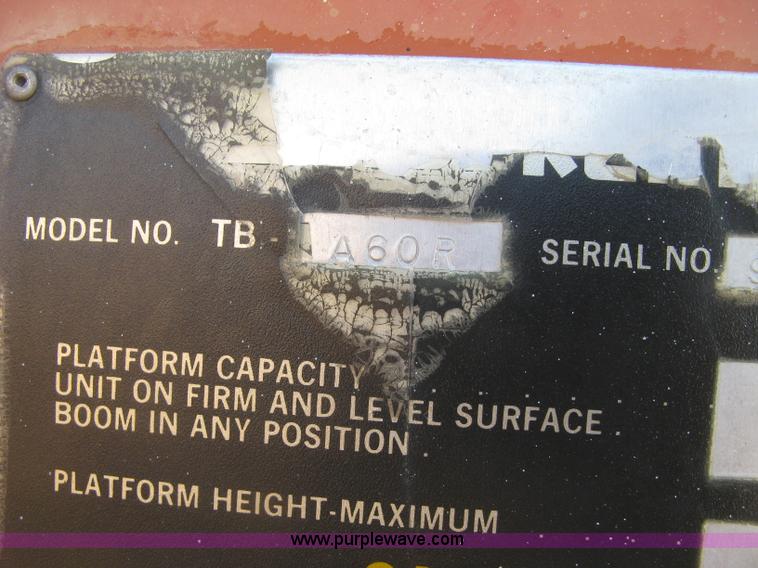 MODEL NO. TB - A60R SERIAL NO.
PLATFORM CAPACITY
UNIT ON FIRM AND LEVEL SURFACE .
BOOM IN ANY POSITION .
PLATFORM HEIGHT-MAXIMUM
www.purplewave.com